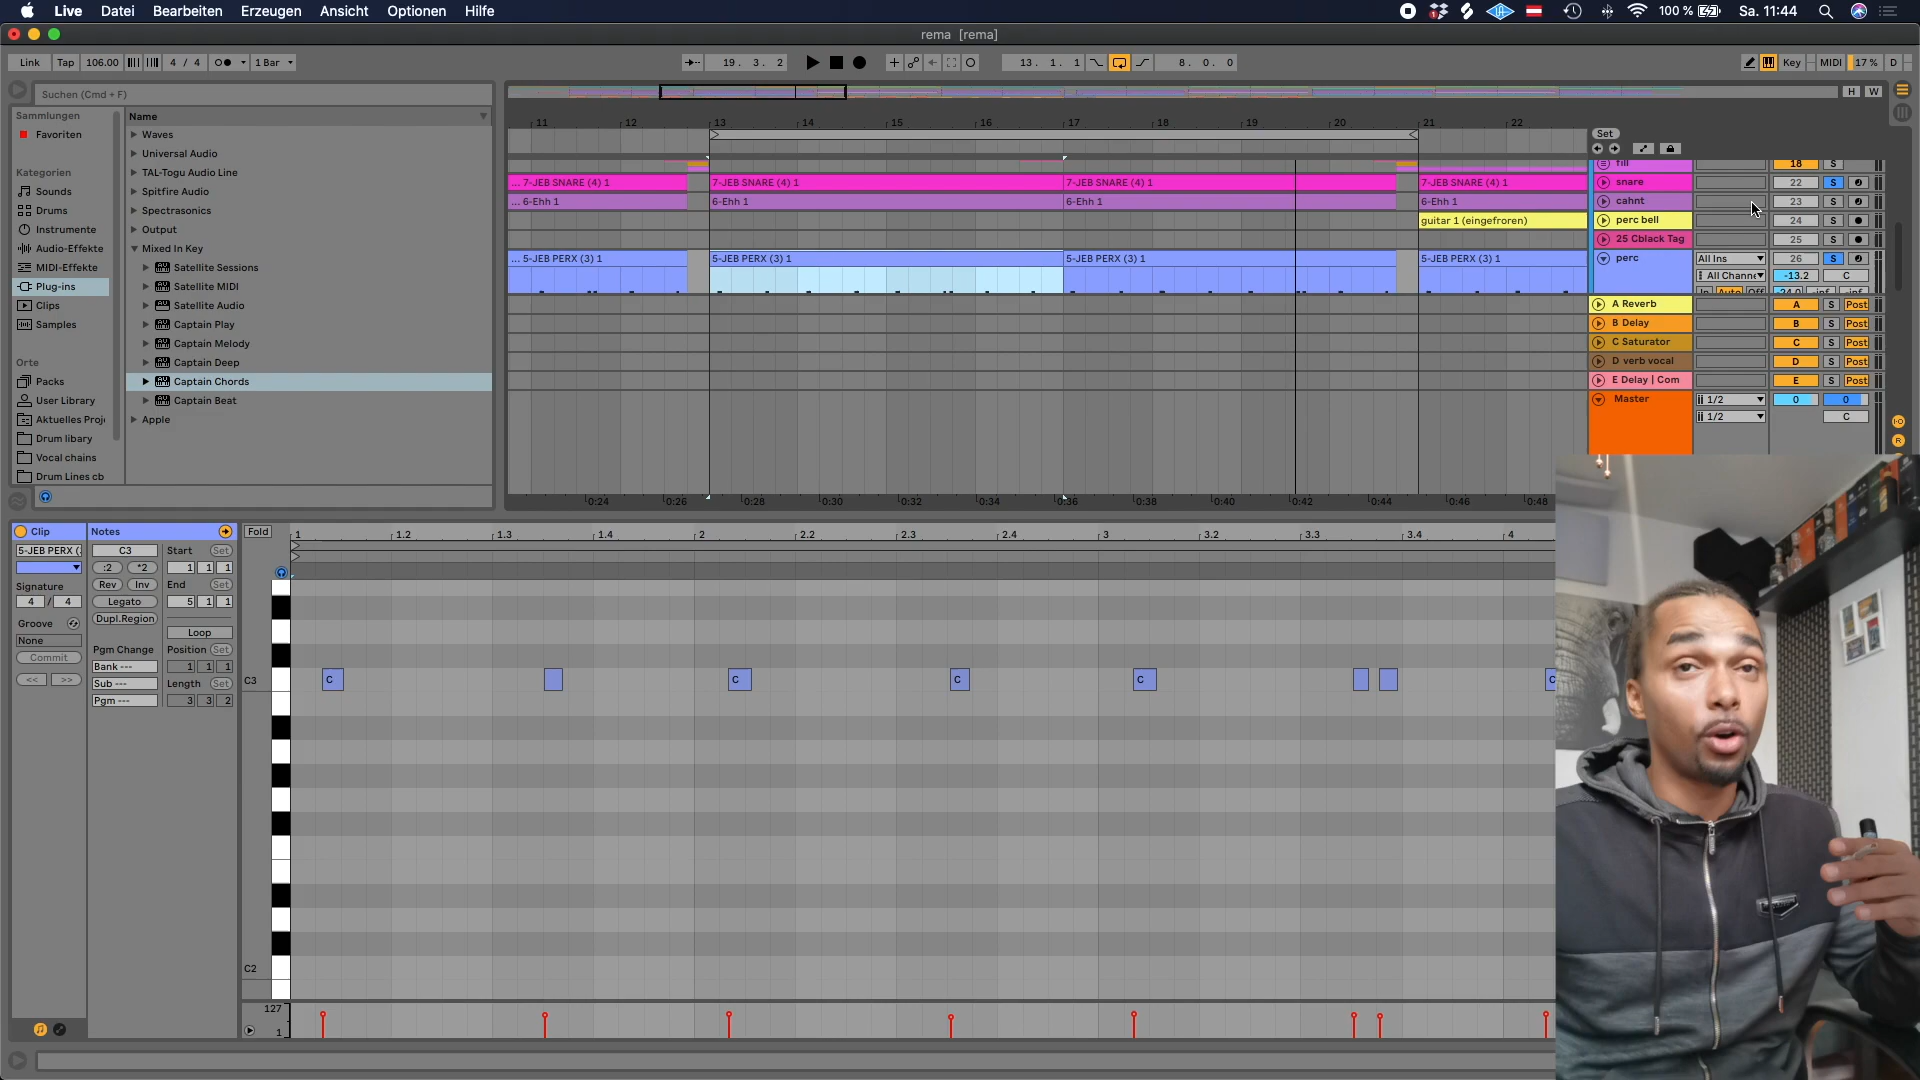 Live Datei Bearbeiten Erzeugen Ansicht Optionen Hilfe 100 % Sa. 11:44
rema [rema]
Link Tap 106.00 4 / 4 1 Bar 19. 3. 2 13. 1. 1 8. 0. 0 Key MIDI 17 % D
Suchen (Cmd + F)
H W
Sammlungen
Favoriten
Kategorien
Sounds
Drums
Instrumente
Audio-Effekte
MIDI-Effekte
Plug-ins
Clips
Samples
Orte
Packs
User Library
Aktuelles Proj
Drum libary
Vocal chains
Drum Lines cb
Name
Waves
Universal Audio
TAL-Togu Audio Line
Spitfire Audio
Spectrasonics
Output
Mixed In Key
Satellite Sessions
Satellite MIDI
Satellite Audio
Captain Play
Captain Melody
Captain Deep
Captain Chords
Captain Beat
Apple
11 12 13 14 15 16 17 18 19 20 21 22
Set
fill 18 S
... 7-JEB SNARE (4) 1 7-JEB SNARE (4) 1 7-JEB SNARE (4) 1 7-JEB SNARE (4) 1 snare 22 S
... 6-Ehh 1 6-Ehh 1 6-Ehh 1 6-Ehh 1 cahnt 23 S
guitar 1 (eingefroren) perc bell 24 S
25 Cblack Tag 25 S
... 5-JEB PERX (3) 1 5-JEB PERX (3) 1 5-JEB PERX (3) 1 5-JEB PERX (3) 1 perc All Ins 26 S
All Channe -13.2 C
In Auto Off -24.0 -inf -inf
A Reverb A S Post
B Delay B S Post
C Saturator C S Post
D verb vocal D S Post
E Delay | Com E S Post
Master 1/2 0 0
1/2 C
0:24 0:26 0:28 0:30 0:32 0:34 0:36 0:38 0:40 0:42 0:44 0:46 0:48
Clip
5-JEB PERX (
Signature
4 / 4
Groove
None
Commit
<< >>
Notes
C3
:2 *2
Rev Inv
Legato
Dupl.Region
Pgm Change
Bank ---
Sub ---
Pgm ---
Start Set
1 1 1
End Set
5 1 1
Loop
Position Set
1 1 1
Length Set
3 3 2
Fold 1 1.2 1.3 1.4 2 2.2 2.3 2.4 3 3.2 3.3 3.4 4
C3 C C C C C
C2
127
1